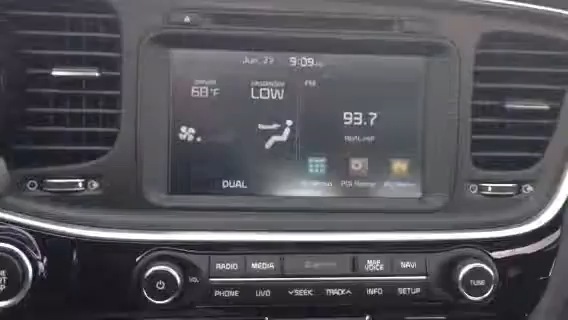 Jun. 27 9:09
DRIVER PASSENGER FM
68°F LOW
93.7
DUAL
RADIO MEDIA MAP VOICE NAVI
VOL TUNE
PHONE UVO SEEK TRACK INFO SETUP